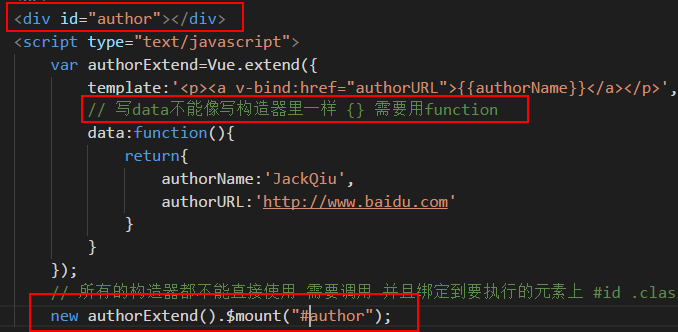 <div id="author"></div>
<script type="text/javascript">
var authorExtend=Vue.extend({
template:'<p><a v-bind:href="authorURL">{{authorName}}</a></p>',
// 写data不能像写构造器里一样 {} 需要用function
data:function(){
return{
authorName:'JackQiu',
authorURL:'http://www.baidu.com'
}
}
});
// 所有的构造器都不能直接使用 需要调用 并且绑定到要执行的元素上 #id .clas
new authorExtend().$mount("#author");